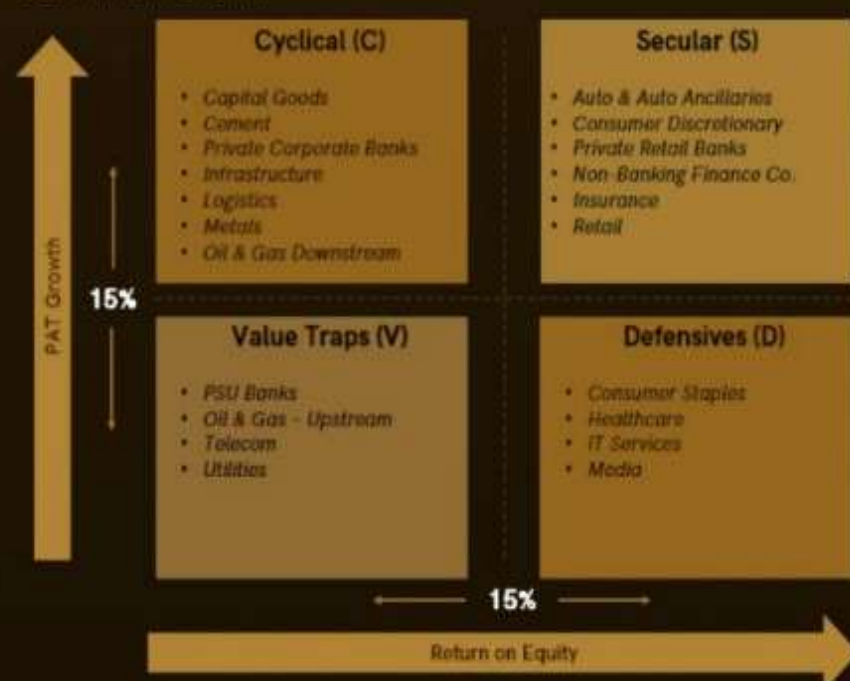 Cyclical (C)
• Capital Goods
• Cement
• Private Corporate Banks
• Infrastructure
• Logistics
• Metals
• Oil & Gas Downstream
Secular (S)
• Auto & Auto Ancillaries
• Consumer Discretionary
• Private Retail Banks
• Non-Banking Finance Co.
• Insurance
• Retail
PAT Growth
15%
Value Traps (V)
• PSU Banks
• Oil & Gas - Upstream
• Telecom
• Utilities
Defensives (D)
• Consumer Staples
• Healthcare
• IT Services
• Media
15%
Return on Equity